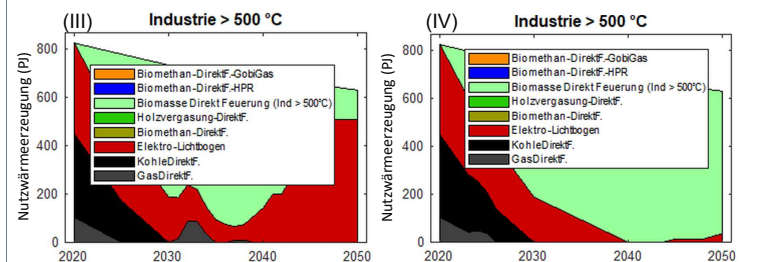 (III) Industrie > 500 °C
Nutzwärmeerzeugung (PJ)
800
600
400
200
0
Biomethan-DirektF.-GobiGas
Biomethan-DirektF.-HPR
Biomasse Direkt Feuerung (Ind > 500°C)
Holzvergasung-DirektF.
Biomethan-DirektF.
Elektro-Lichtbogen
KohleDirektF.
GasDirektF.
2020 2030 2040 2050
(IV) Industrie > 500 °C
Nutzwärmeerzeugung (PJ)
800
600
400
200
0
Biomethan-DirektF.-GobiGas
Biomethan-DirektF.-HPR
Biomasse Direkt Feuerung (Ind > 500°C)
Holzvergasung-DirektF.
Biomethan-DirektF.
Elektro-Lichtbogen
KohleDirektF.
GasDirektF.
2020 2030 2040 2050